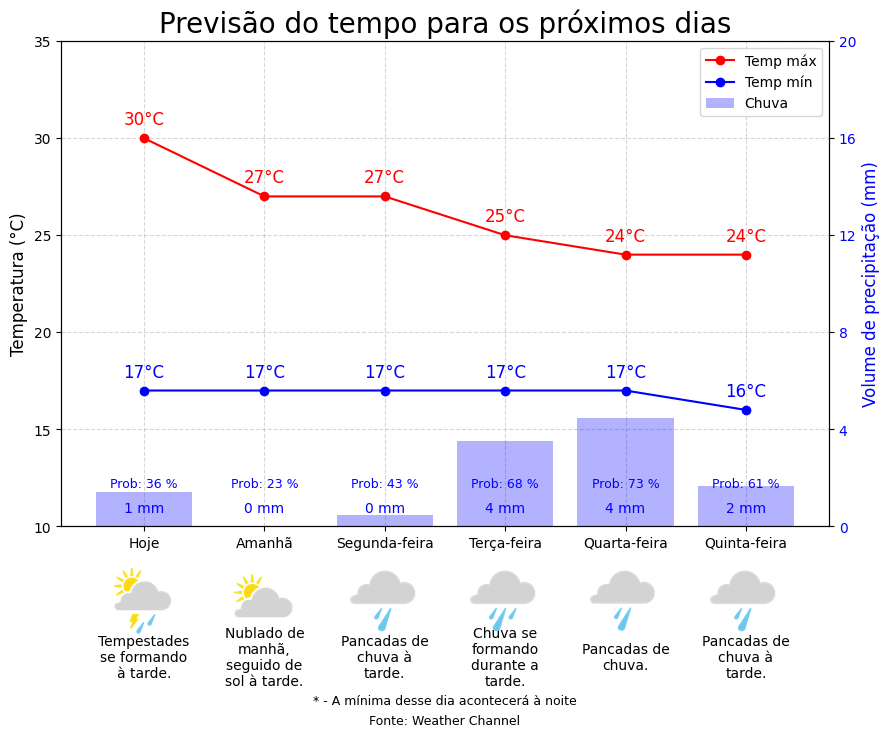 Previsão do tempo para os próximos dias
Temperatura (°C)
Volume de precipitação (mm)
35
30
25
20
15
10
20
16
12
8
4
0
Temp máx
Temp mín
Chuva
30°C
27°C
27°C
25°C
24°C
24°C
17°C
17°C
17°C
17°C
17°C
16°C
Prob: 36 %
Prob: 23 %
Prob: 43 %
Prob: 68 %
Prob: 73 %
Prob: 61 %
1 mm
0 mm
0 mm
4 mm
4 mm
2 mm
Hoje
Amanhã
Segunda-feira
Terça-feira
Quarta-feira
Quinta-feira
Tempestades
se formando
à tarde.
Nublado de
manhã,
seguido de
sol à tarde.
Pancadas de
chuva à
tarde.
Chuva se
formando
durante a
tarde.
Pancadas de
chuva.
Pancadas de
chuva à
tarde.
* - A mínima desse dia acontecerá à noite
Fonte: Weather Channel